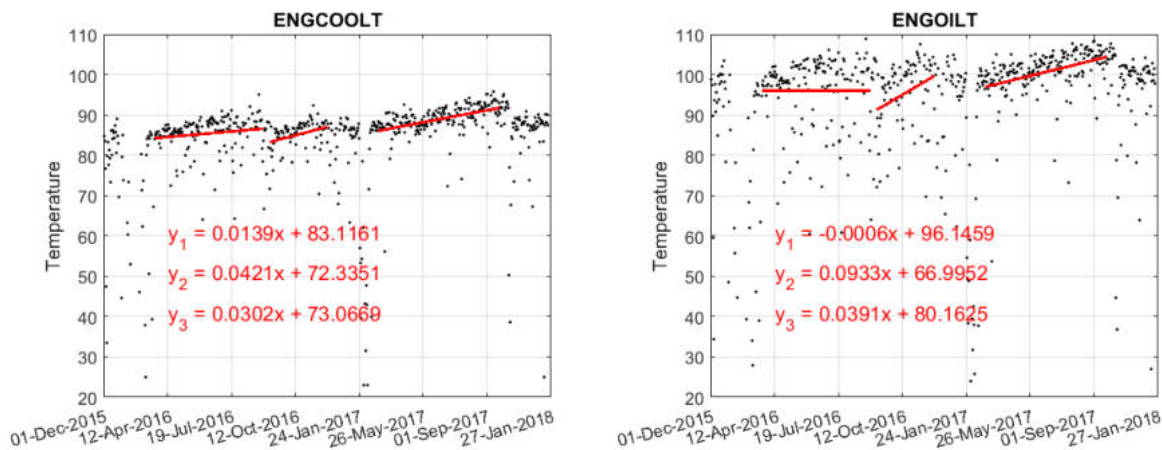 ENGCOOLT
110
100
90
80
70
60
50
40
30
20
Temperature
y1 = 0.0139x + 83.1161
y2 = 0.0421x + 72.3351
y3 = 0.0302x + 73.0669
01-Dec-2015
12-Apr-2016
19-Jul-2016
12-Oct-2016
24-Jan-2017
26-May-2017
01-Sep-2017
27-Jan-2018
ENGOILT
110
100
90
80
70
60
50
40
30
20
Temperature
y1 = -0.0006x + 96.1459
y2 = 0.0933x + 66.9952
y3 = 0.0391x + 80.1625
01-Dec-2015
12-Apr-2016
19-Jul-2016
12-Oct-2016
24-Jan-2017
26-May-2017
01-Sep-2017
27-Jan-2018